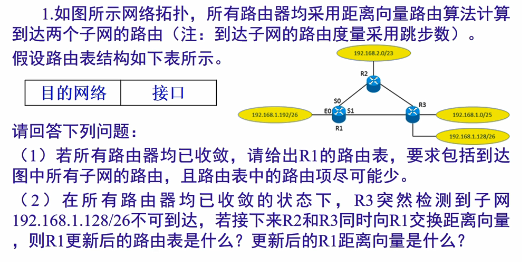 1.如图所示网络拓扑，所有路由器均采用距离向量路由算法计算
到达两个子网的路由（注：到达子网的路由度量采用跳步数）。
假设路由表结构如下表所示。
192.168.2.0/23
目的网络 接口
R2
S0
R3
192.168.1.192/26
E0
S1
192.168.1.0/25
R1
192.168.1.128/26
请回答下列问题：
（1）若所有路由器均已收敛，请给出R1的路由表，要求包括到达
图中所有子网的路由，且路由表中的路由项尽可能少。
（2）在所有路由器均已收敛的状态下，R3突然检测到子网
192.168.1.128/26不可到达，若接下来R2和R3同时向R1交换距离向量
，则R1更新后的路由表是什么？更新后的R1距离向量是什么？